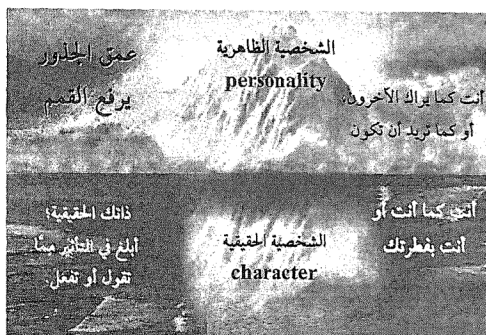 عمق الجذور
يرفع القمم
الشخصية الظاهرية
personality
أنت كما يراك الآخرون،
أو كما تريد أن تكون
أنت كما أنت أو
أنت بفطرتك
الشخصية الحقيقية
character
ذاتك الحقيقية؛
أبلغ في التأثير مما
تقول أو تفعل.